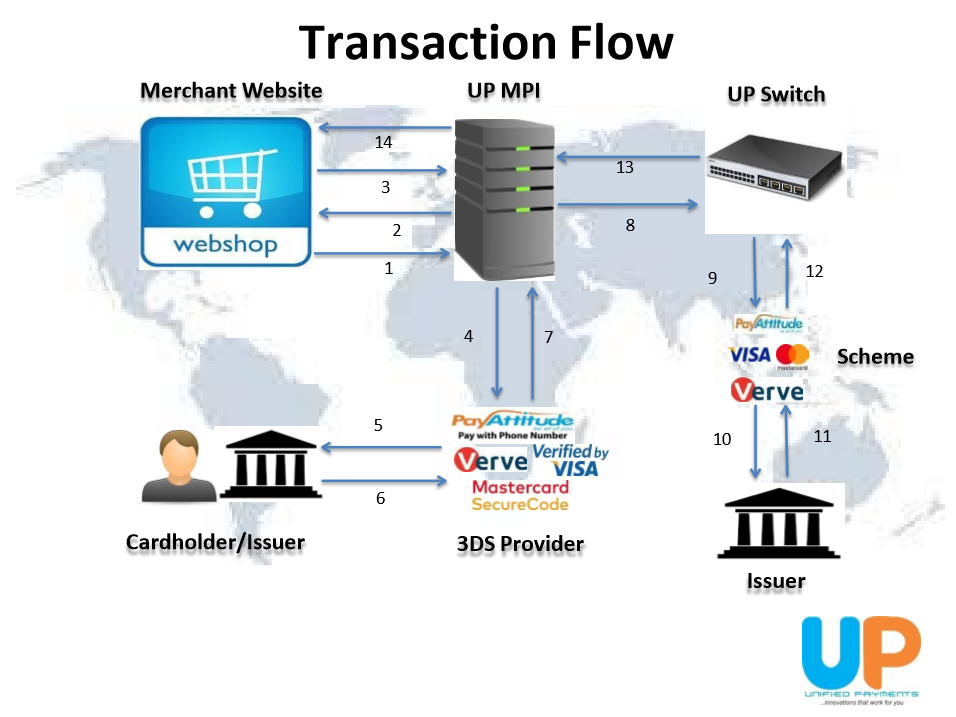 Transaction Flow
Merchant Website
UP MPI
UP Switch
webshop
14
3
2
1
13
8
4
7
9
12
PayAttitude
VISA
mastercard
Verve
Scheme
10
11
5
6
PayAttitude
Pay with Phone Number
Verve
Verified by
VISA
Mastercard
SecureCode
Cardholder/Issuer
3DS Provider
Issuer
UP
UNIFIED PAYMENTS
...innovations that work for you